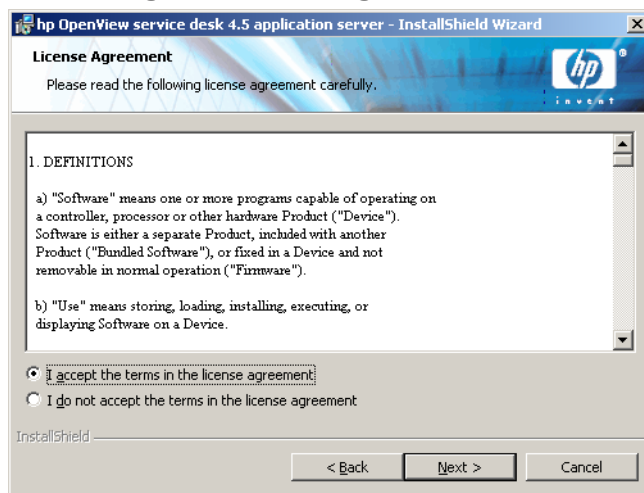 hp OpenView service desk 4.5 application server - InstallShield Wizard
License Agreement
Please read the following license agreement carefully.
hp
invent
1. DEFINITIONS
a) "Software" means one or more programs capable of operating on
a controller, processor or other hardware Product ("Device").
Software is either a separate Product, included with another
Product ("Bundled Software"), or fixed in a Device and not
removable in normal operation ("Firmware").
b) "Use" means storing, loading, installing, executing, or
displaying Software on a Device.
I accept the terms in the license agreement
I do not accept the terms in the license agreement
InstallShield
< Back Next > Cancel